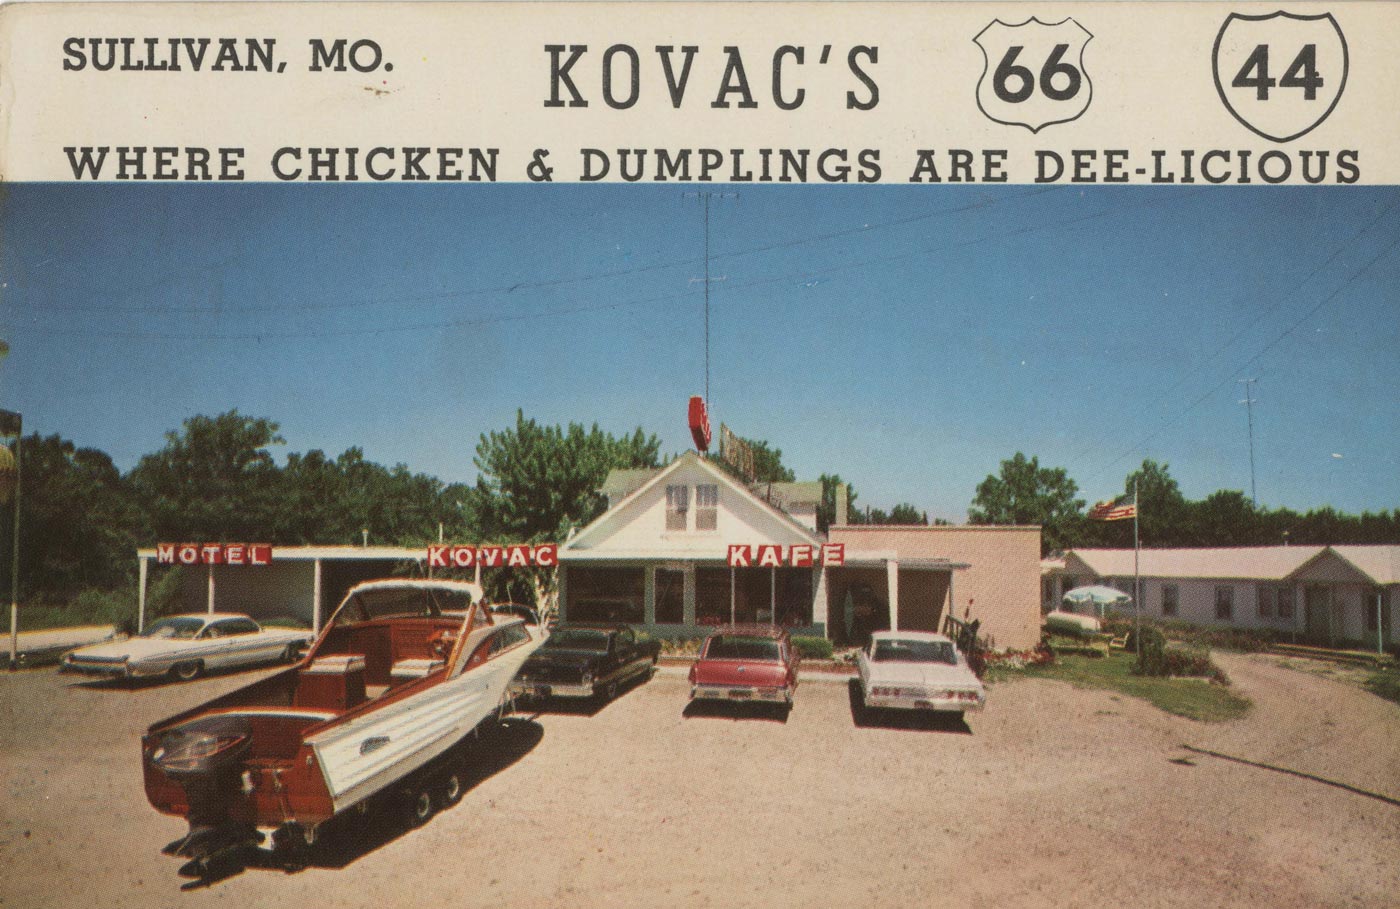 SULLIVAN, MO.
KOVAC'S
66
44
WHERE CHICKEN & DUMPLINGS ARE DEE-LICIOUS
MOTEL
KOVAC
KAFE